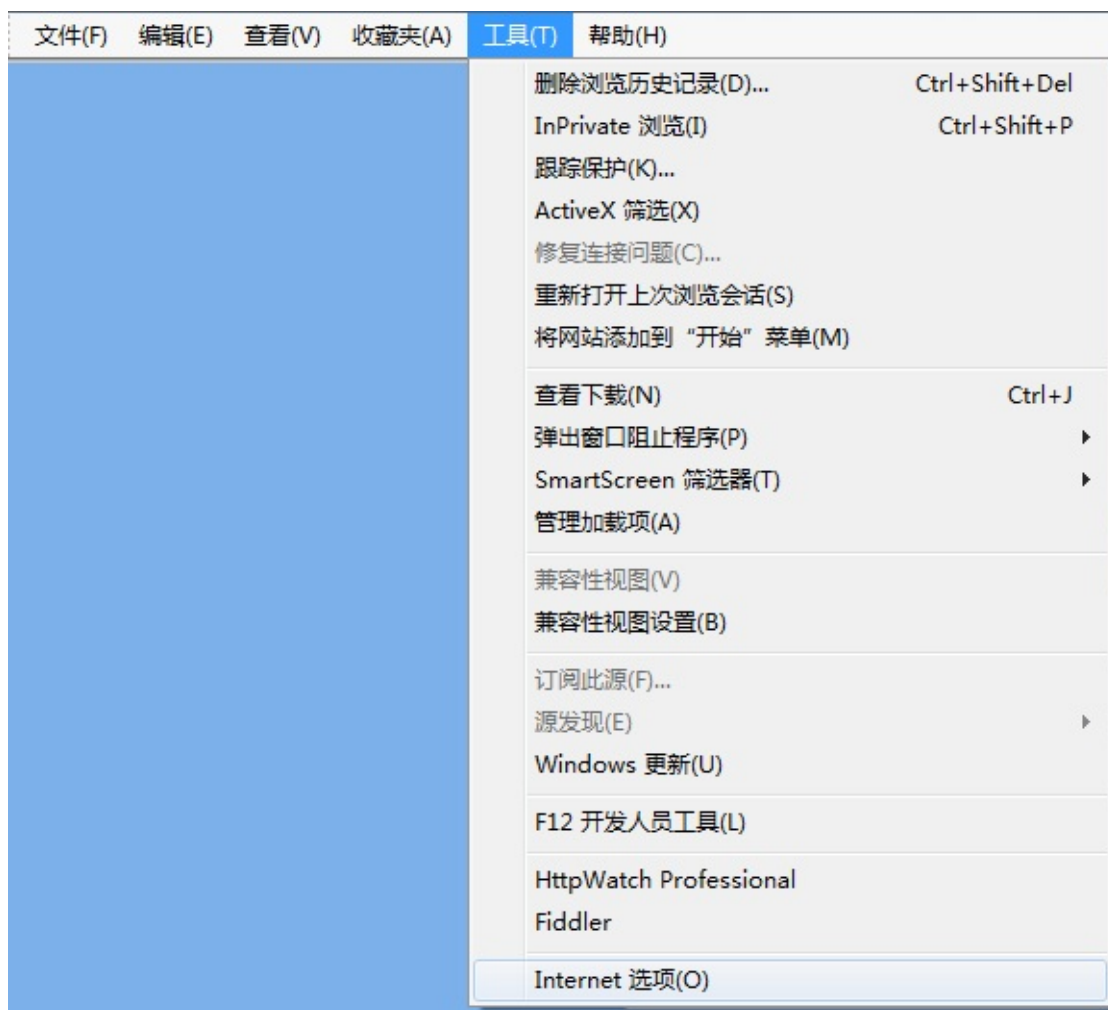 文件(F) 编辑(E) 查看(V) 收藏夹(A) 工具(T) 帮助(H)
删除浏览历史记录(D)... Ctrl+Shift+Del
InPrivate 浏览(I) Ctrl+Shift+P
跟踪保护(K)...
ActiveX 筛选(X)
修复连接问题(C)...
重新打开上次浏览会话(S)
将网站添加到“开始”菜单(M)
查看下载(N) Ctrl+J
弹出窗口阻止程序(P)
SmartScreen 筛选器(T)
管理加载项(A)
兼容性视图(V)
兼容性视图设置(B)
订阅此源(F)...
源发现(E)
Windows 更新(U)
F12 开发人员工具(L)
HttpWatch Professional
Fiddler
Internet 选项(O)